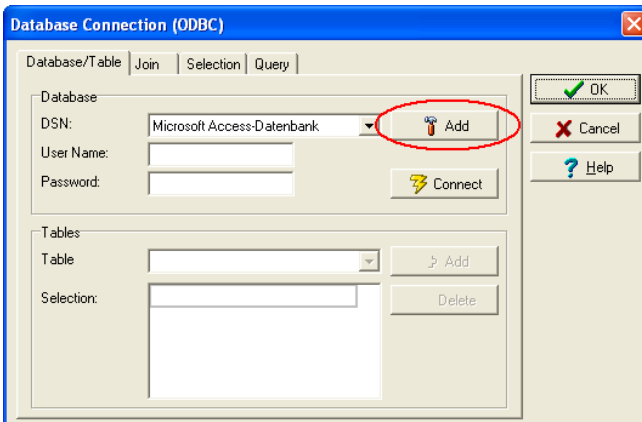 Database Connection (ODBC)
Database/Table Join Selection Query
Database
DSN: Microsoft Access-Datenbank Add
User Name:
Password: Connect
Tables
Table Add
Selection: Delete
OK
Cancel
Help